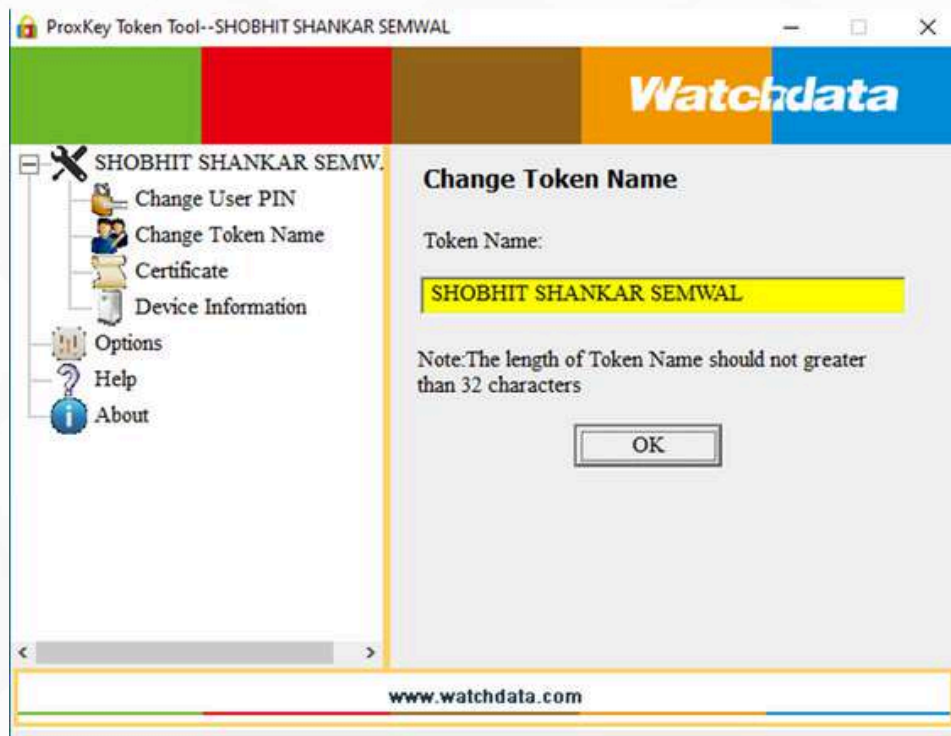 ProxKey Token Tool--SHOBHIT SHANKAR SEMWAL
Watchdata
SHOBHIT SHANKAR SEMW.
Change User PIN
Change Token Name
Certificate
Device Information
Options
Help
About
Change Token Name
Token Name:
SHOBHIT SHANKAR SEMWAL
Note:The length of Token Name should not greater
than 32 characters
OK
www.watchdata.com